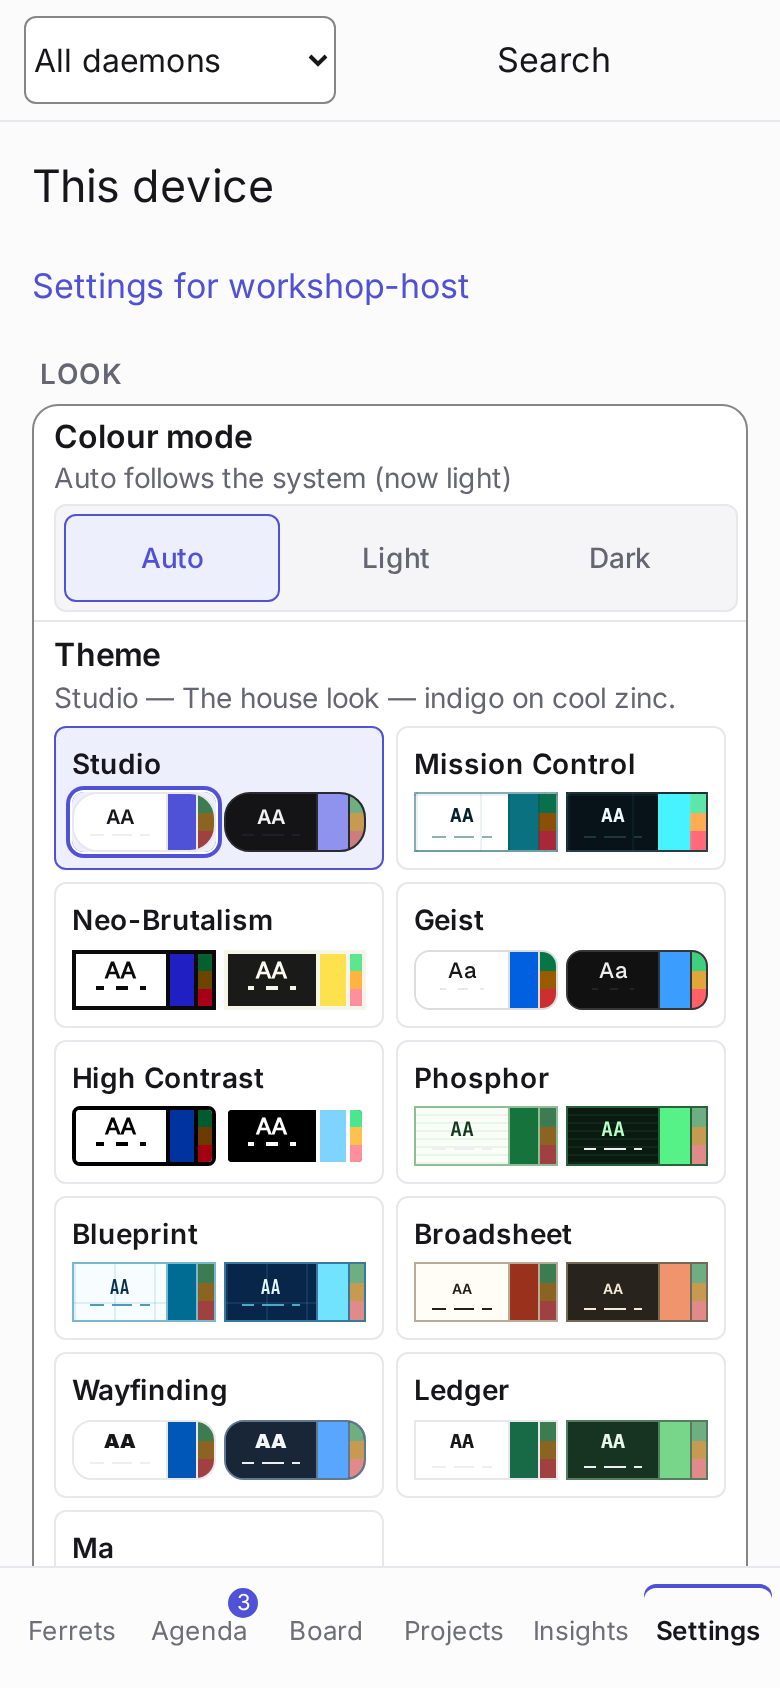 All daemons
Search
This device
Settings for workshop-host
LOOK
Colour mode
Auto follows the system (now light)
Auto Light Dark
Theme
Studio — The house look — indigo on cool zinc.
Studio Mission Control
AA AA AA AA
Neo-Brutalism Geist
AA AA Aa Aa
High Contrast Phosphor
AA AA AA AA
Blueprint Broadsheet
AA AA AA AA
Wayfinding Ledger
AA AA AA AA
Ma
3
Ferrets Agenda Board Projects Insights Settings